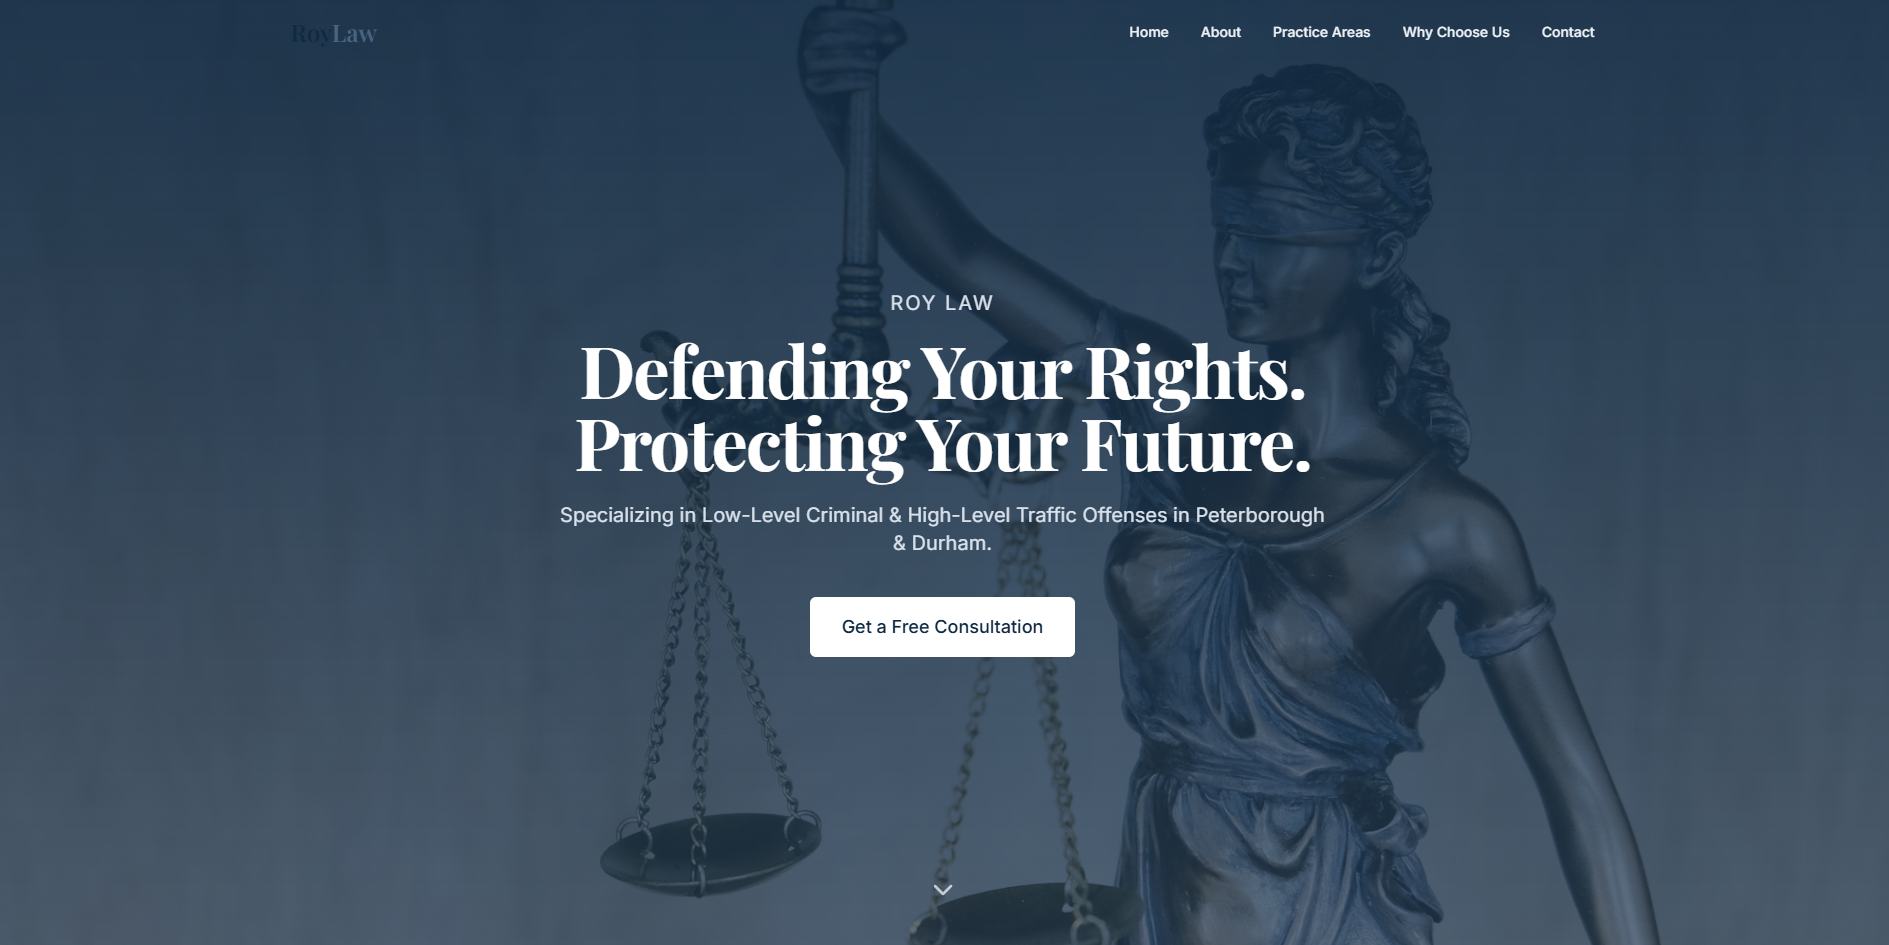 RoyLaw
Home About Practice Areas Why Choose Us Contact
ROY LAW
Defending Your Rights.
Protecting Your Future.
Specializing in Low-Level Criminal & High-Level Traffic Offenses in Peterborough
& Durham.
Get a Free Consultation